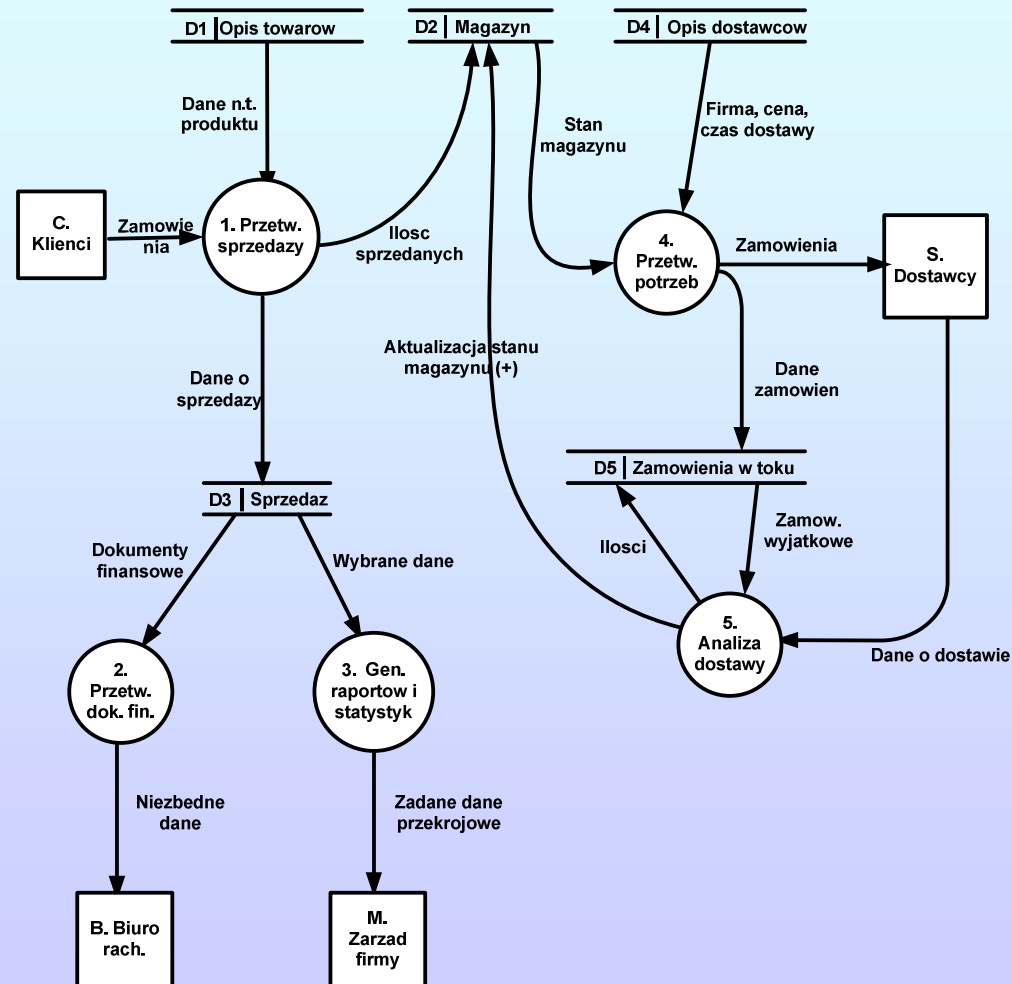 D1 Opis towarow
D2 Magazyn
D4 Opis dostawcow
Dane n.t.
produktu
Stan
magazynu
Firma, cena,
czas dostawy
C.
Klienci
Zamowie
nia
1. Przetw.
sprzedazy
Ilosc
sprzedanych
4.
Przetw.
potrzeb
Zamowienia
S.
Dostawcy
Aktualizacja stanu
magazynu (+)
Dane o
sprzedazy
Dane
zamowien
D3 Sprzedaz
D5 Zamowienia w toku
Dokumenty
finansowe
Wybrane dane
Ilosci
Zamow.
wyjatkowe
2.
Przetw.
dok. fin.
3. Gen.
raportow i
statystyk
5.
Analiza
dostawy
Dane o dostawie
Niezbedne
dane
Zadane dane
przekrojowe
B. Biuro
rach.
M.
Zarzad
firmy